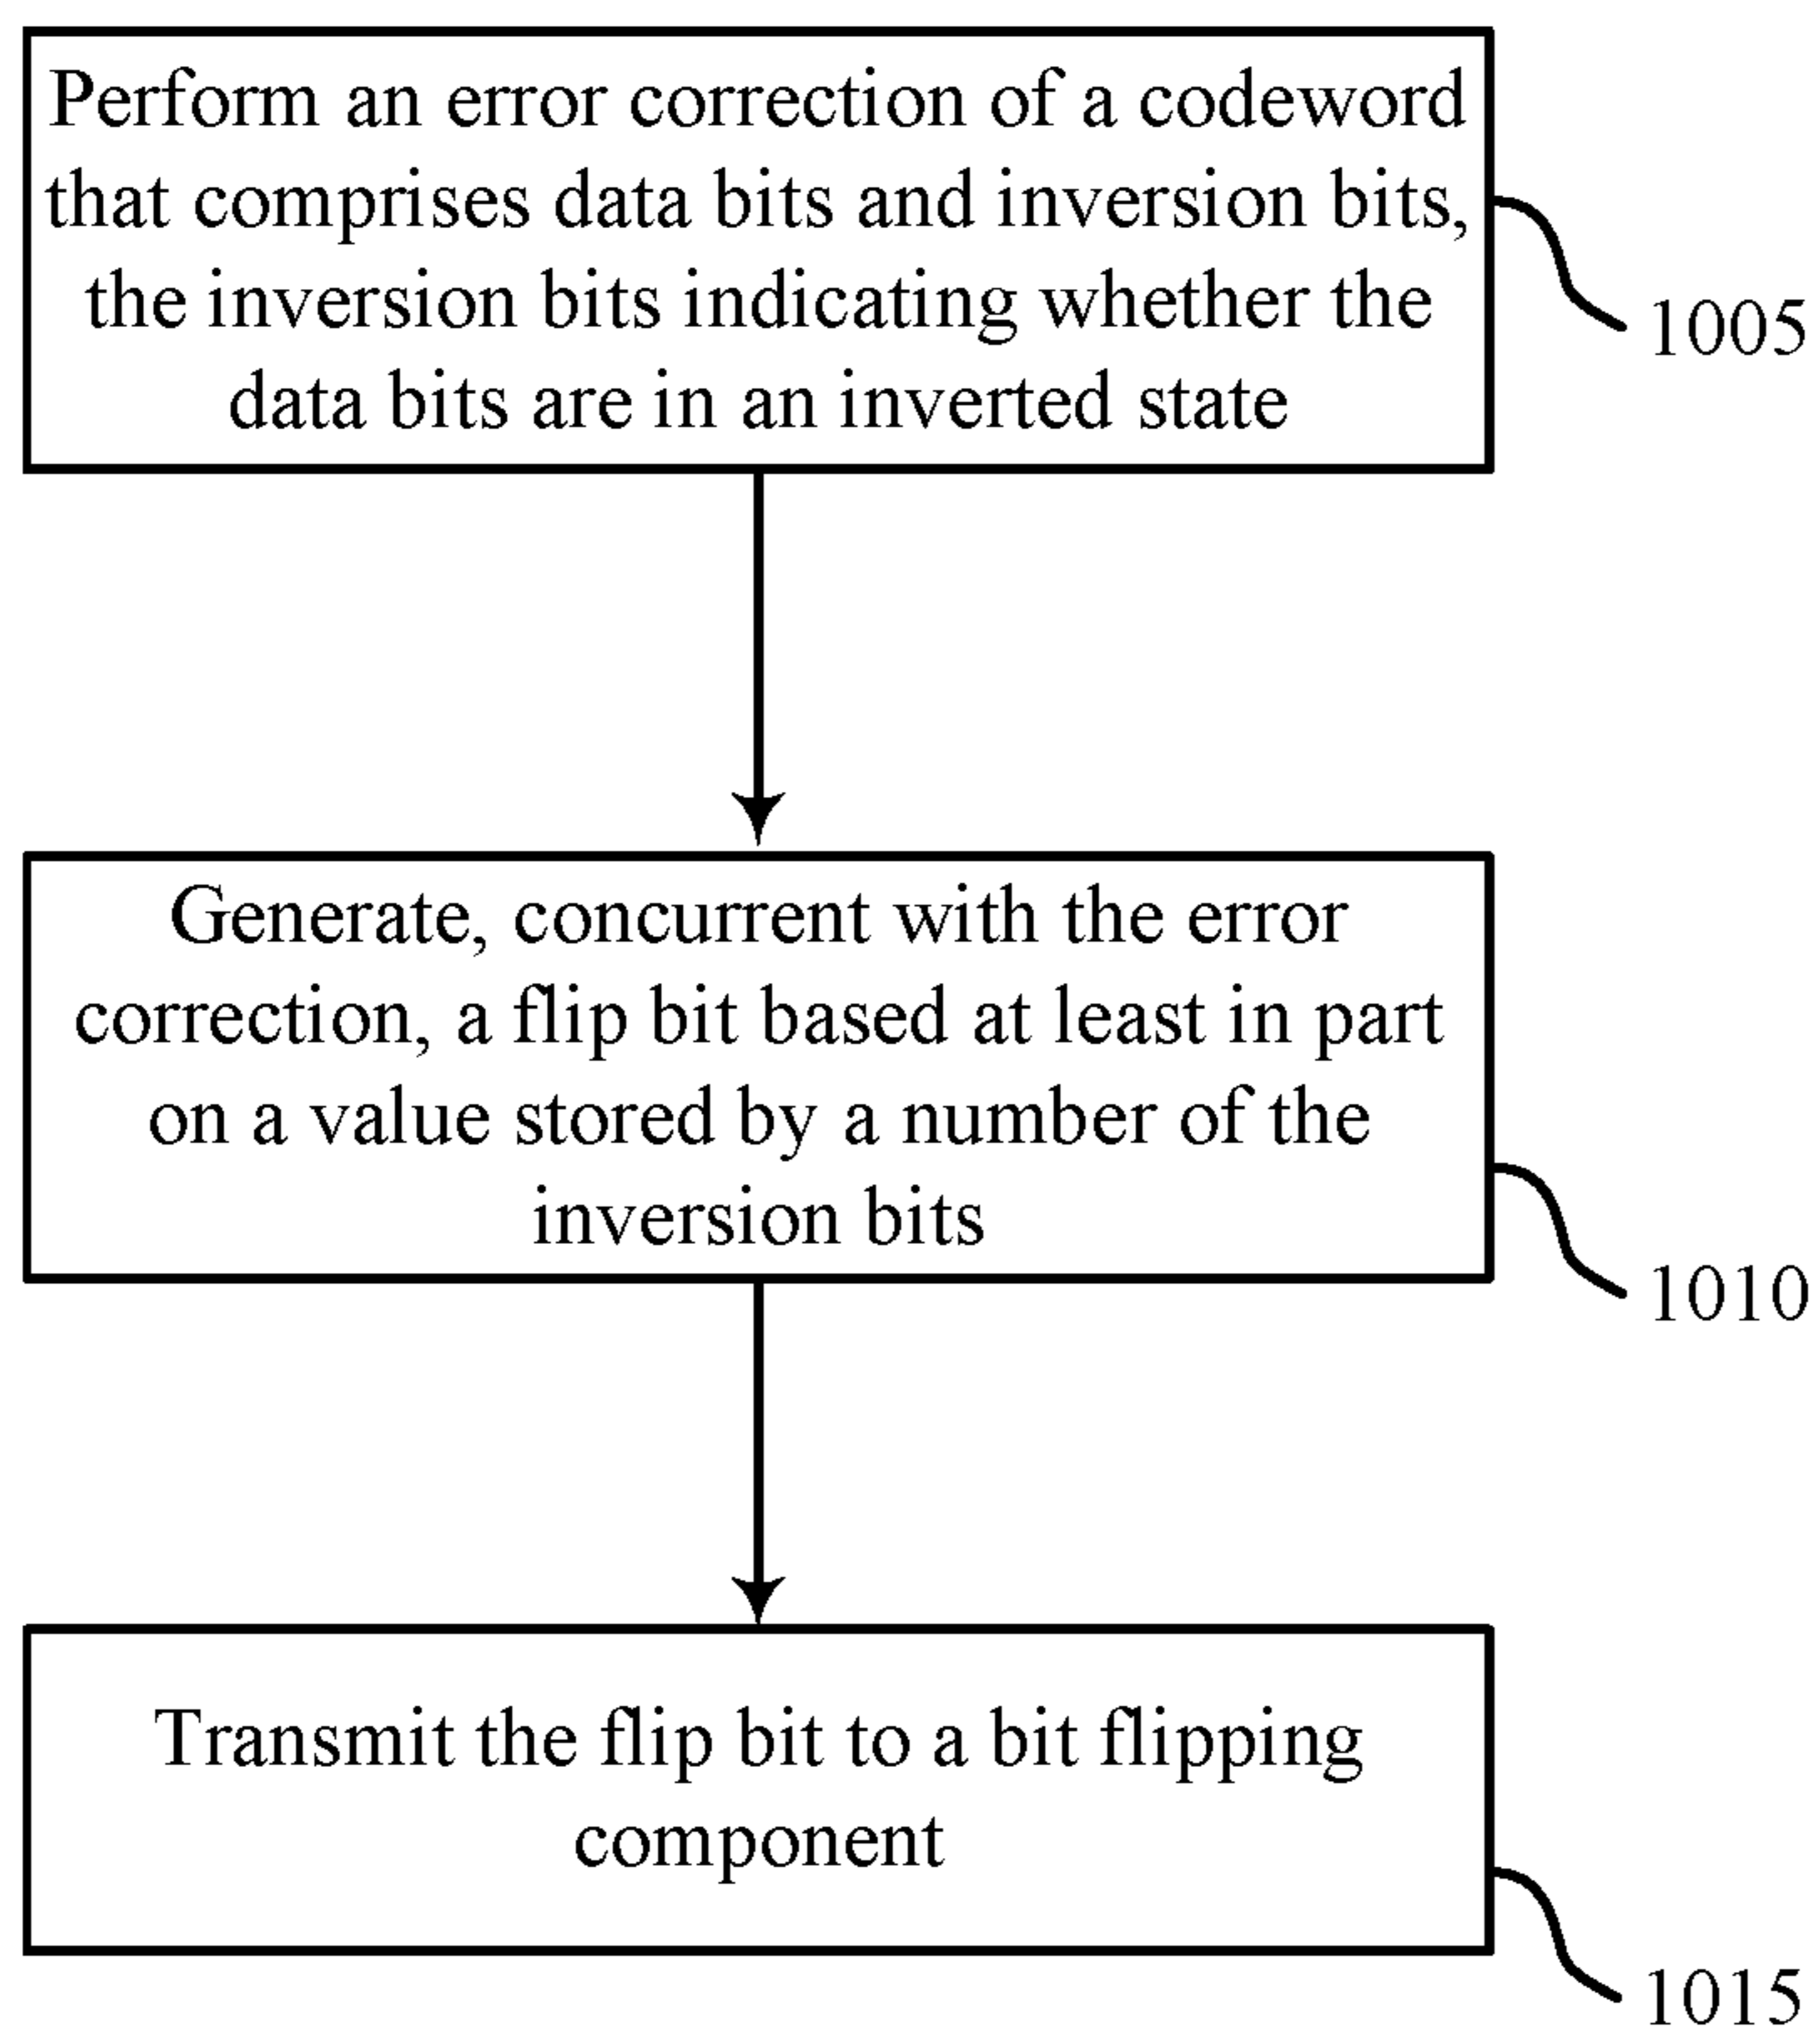 Perform an error correction of a codeword
that comprises data bits and inversion bits,
the inversion bits indicating whether the
data bits are in an inverted state
1005
Generate, concurrent with the error
correction, a flip bit based at least in part
on a value stored by a number of the
inversion bits
1010
Transmit the flip bit to a bit flipping
component
1015